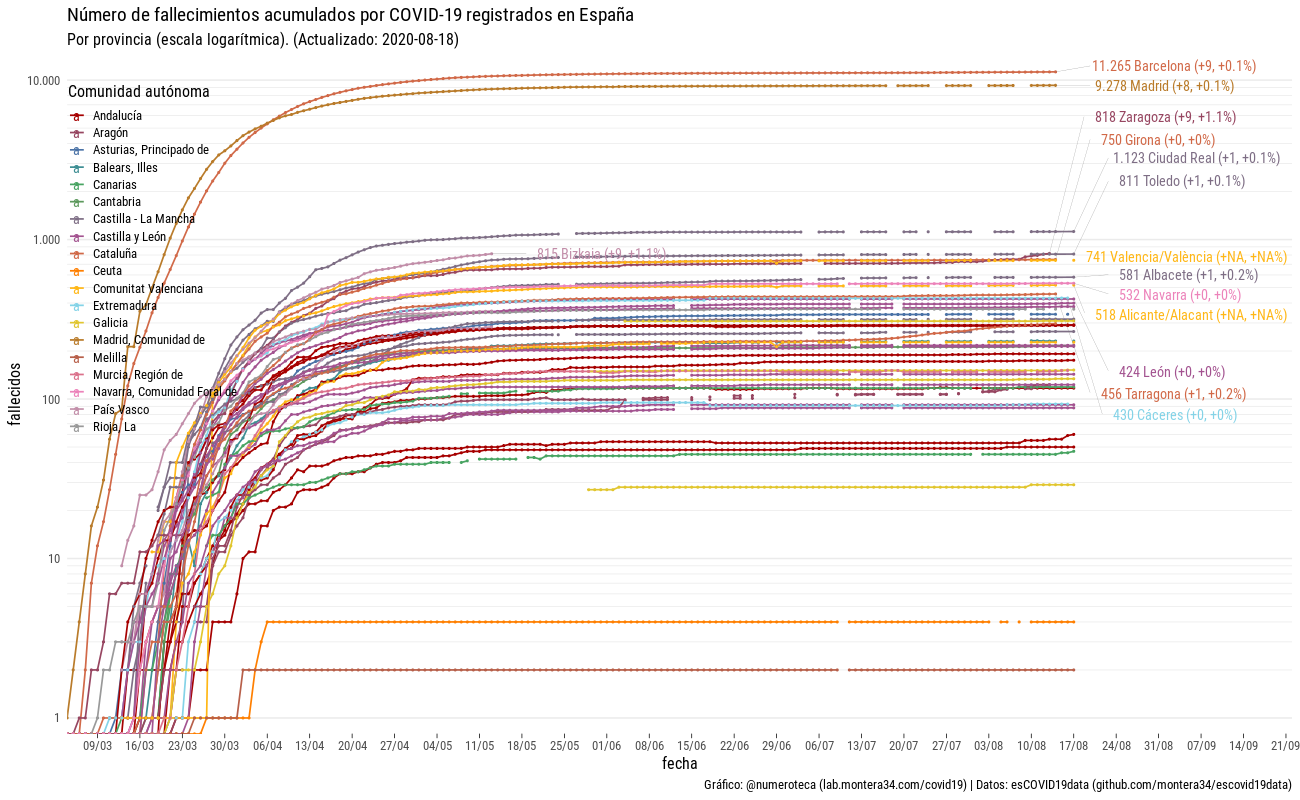 Número de fallecimientos acumulados por COVID-19 registrados en España
Por provincia (escala logarítmica). (Actualizado: 2020-08-18)
10.000
1.000
100
10
1
fallecidos
Comunidad autónoma
Andalucía
Aragón
Asturias, Principado de
Balears, Illes
Canarias
Cantabria
Castilla - La Mancha
Castilla y León
Cataluña
Ceuta
Comunitat Valenciana
Extremadura
Galicia
Madrid, Comunidad de
Melilla
Murcia, Región de
Navarra, Comunidad Foral de
País Vasco
Rioja, La
11.265 Barcelona (+9, +0.1%)
9.278 Madrid (+8, +0.1%)
818 Zaragoza (+9, +1.1%)
750 Girona (+0, +0%)
1.123 Ciudad Real (+1, +0.1%)
811 Toledo (+1, +0.1%)
815 Bizkaia (+9, +1.1%)
741 Valencia/València (+NA, +NA%)
581 Albacete (+1, +0.2%)
532 Navarra (+0, +0%)
518 Alicante/Alacant (+NA, +NA%)
424 León (+0, +0%)
456 Tarragona (+1, +0.2%)
430 Cáceres (+0, +0%)
09/03 16/03 23/03 30/03 06/04 13/04 20/04 27/04 04/05 11/05 18/05 25/05 01/06 08/06 15/06 22/06 29/06 06/07 13/07 20/07 27/07 03/08 10/08 17/08 24/08 31/08 07/09 14/09 21/09
fecha
Gráfico: @numeroteca (lab.montera34.com/covid19) | Datos: esCOVID19data (github.com/montera34/escovid19data)